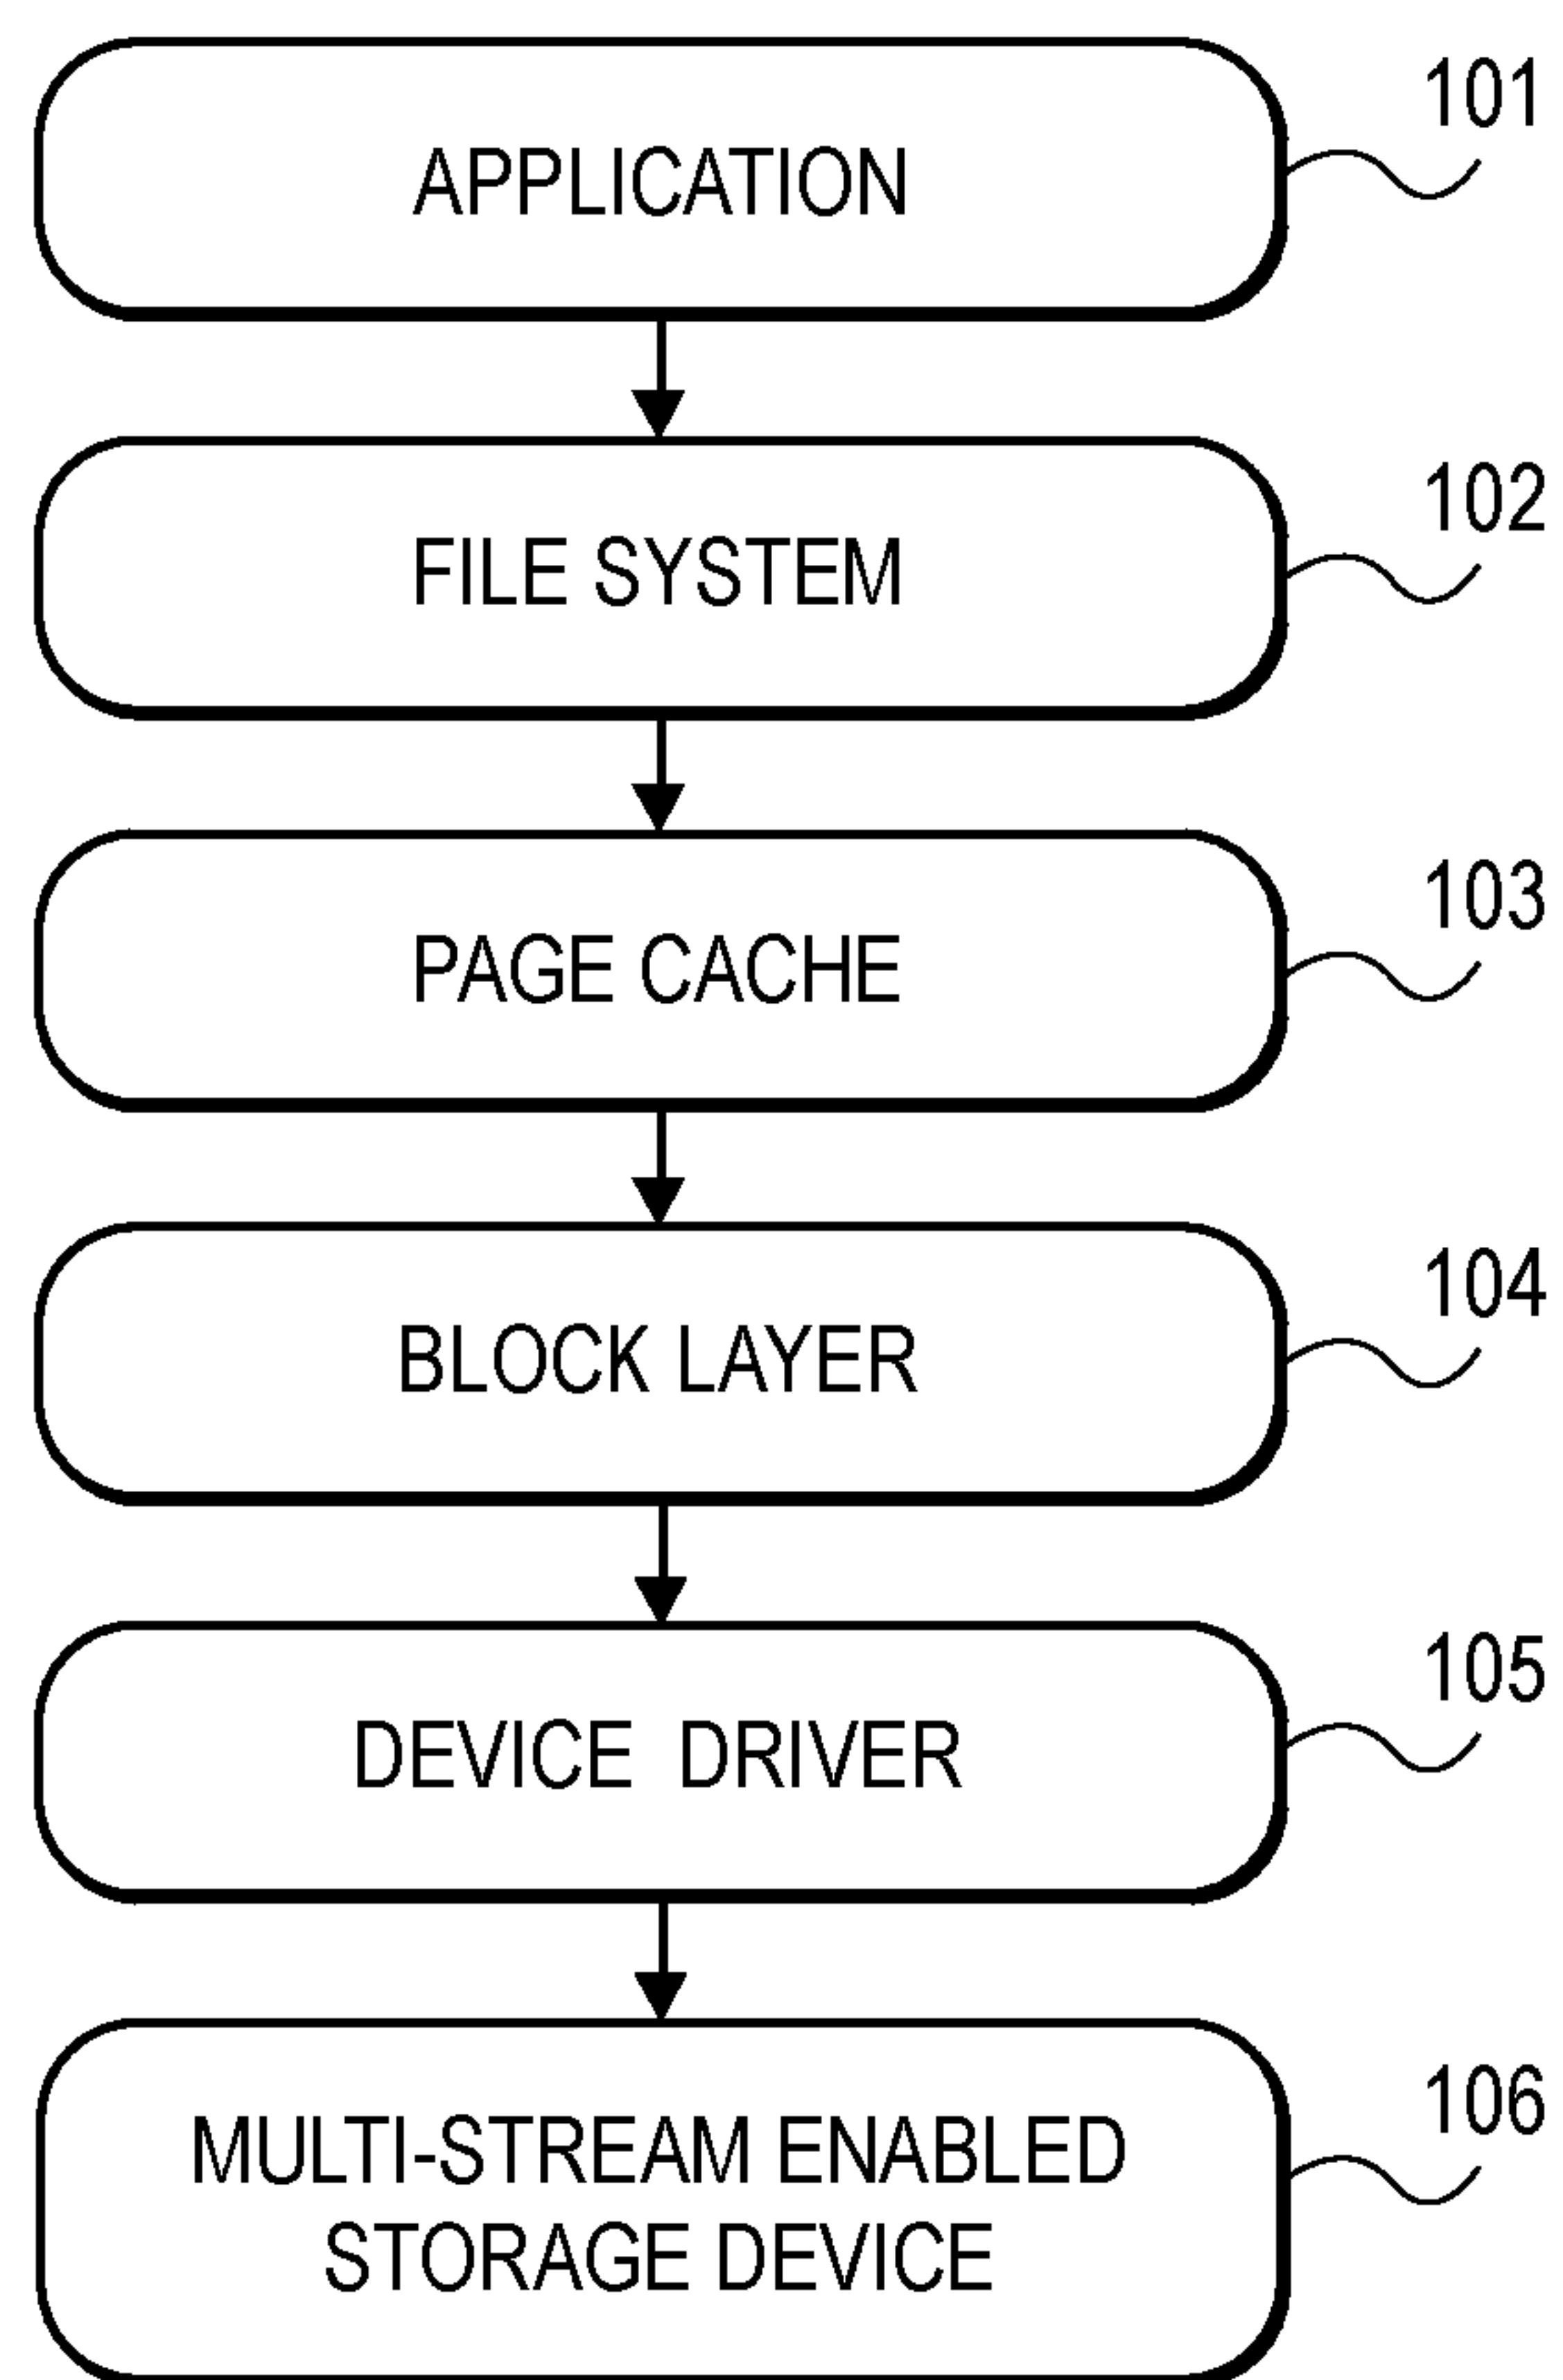 101
APPLICATION
102
FILE SYSTEM
103
PAGE CACHE
104
BLOCK LAYER
105
DEVICE DRIVER
106
MULTI-STREAM ENABLED
STORAGE DEVICE